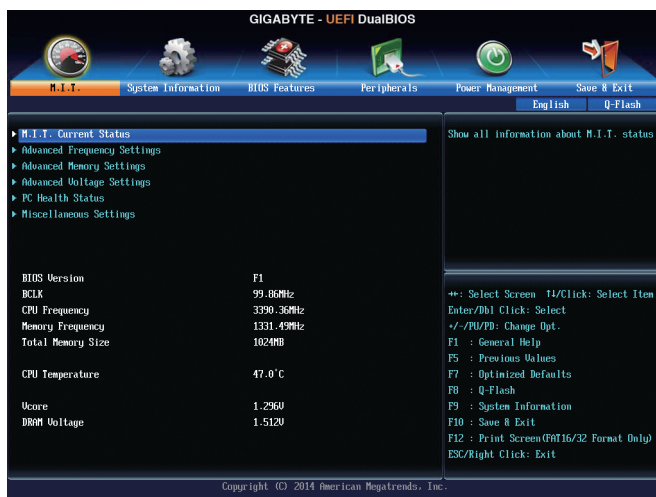 GIGABYTE - UEFI DualBIOS
M.I.T. System Information BIOS Features Peripherals Power Management Save & Exit
English Q-Flash
M.I.T. Current Status
Advanced Frequency Settings
Advanced Memory Settings
Advanced Voltage Settings
PC Health Status
Miscellaneous Settings
BIOS Version F1
BCLK 99.86MHz
CPU Frequency 3390.36MHz
Memory Frequency 1331.49MHz
Total Memory Size 1024MB
CPU Temperature 47.0°C
Vcore 1.296V
DRAM Voltage 1.512V
Show all information about M.I.T. status
→←: Select Screen ↑↓/Click: Select Item
Enter/Dbl Click: Select
+/-/PU/PD: Change Opt.
F1 : General Help
F5 : Previous Values
F7 : Optimized Defaults
F8 : Q-Flash
F9 : System Information
F10 : Save & Exit
F12 : Print Screen(FAT16/32 Format Only)
ESC/Right Click: Exit
Copyright (C) 2014 American Megatrends, Inc.